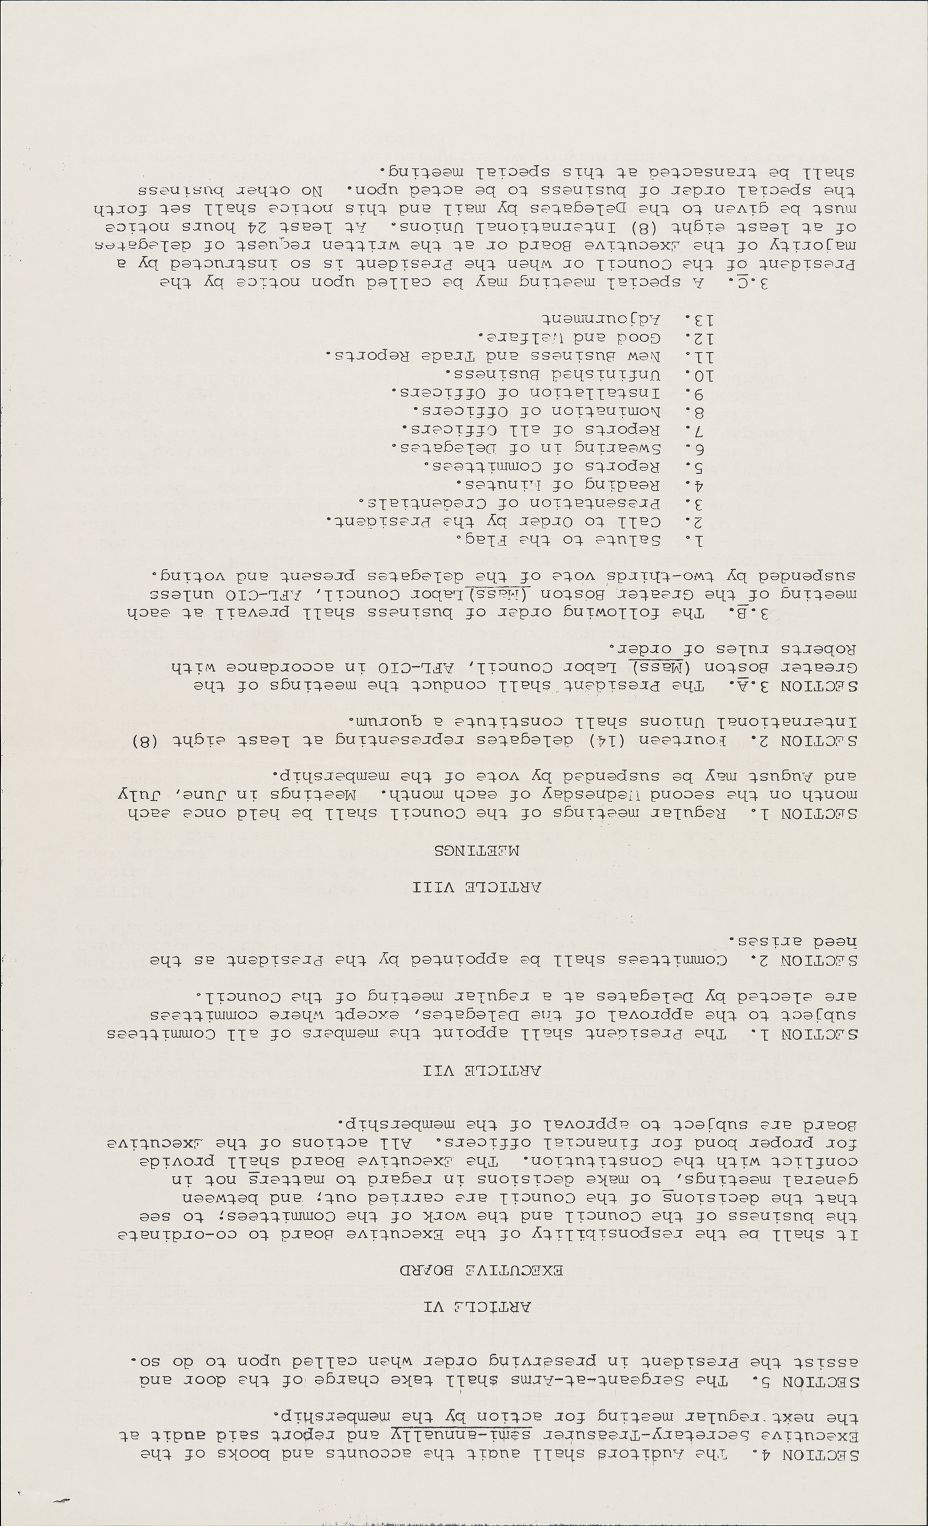 SECTION 4. The Auditors shall audit the accounts and books of the
Executive Secretary-Treasurer semi-annually and report said audit at
the next regular meeting for action by the membership.
SECTION 5. The Sergeant-at-Arms shall take charge of the door and
assist the President in preserving order when called upon to do so.
ARTICLE VI
EXECUTIVE BOARD
It shall be the responsibility of the Executive Board to co-ordinate
the business of the Council and the work of the Committees; to see
that the decisions of the Council are carried out; and between
general meetings, to make decisions in regard to matters not in
conflict with the Constitution. The Executive Board shall provide
for proper bond for financial officers. All actions of the Executive
Board are subject to approval of the membership.
ARTICLE VII
SECTION 1. The President shall appoint the members of all Committees
subject to the approval of the Delegates, except where committees
are elected by Delegates at a regular meeting of the Council.
SECTION 2. Committees shall be appointed by the President as the
need arises.
ARTICLE VIII
MEETINGS
SECTION 1. Regular meetings of the Council shall be held once each
month on the second Wednesday of each month. Meetings in June, July
and August may be suspended by vote of the membership.
SECTION 2. Fourteen (14) delegates representing at least eight (8)
International Unions shall constitute a quorum.
SECTION 3.A. The President shall conduct the meetings of the
Greater Boston (Mass) Labor Council, AFL-CIO in accordance with
Roberts rules of order.
3.B. The following order of business shall prevail at each
meeting of the Greater Boston (Mass) Labor Council, AFL-CIO unless
suspended by two-thirds vote of the delegates present and voting.
1. Salute to the Flag.
2. Call to Order by the President.
3. Presentation of Credentials.
4. Reading of Minutes.
5. Reports of Committees.
6. Swearing in of Delegates.
7. Reports of all Officers.
8. Nomination of Officers.
9. Installation of Officers.
10. Unfinished Business.
11. New Business and Trade Reports.
12. Good and Welfare.
13. Adjournment
3.C. A special meeting may be called upon notice by the
President of the Council or when the President is so instructed by a
majority of the Executive Board or at the written request of delegates
of at least eight (8) International Unions. At least 24 hours notice
must be given to the Delegates by mail and this notice shall set forth
the special order of business to be acted upon. No other business
shall be transacted at this special meeting.